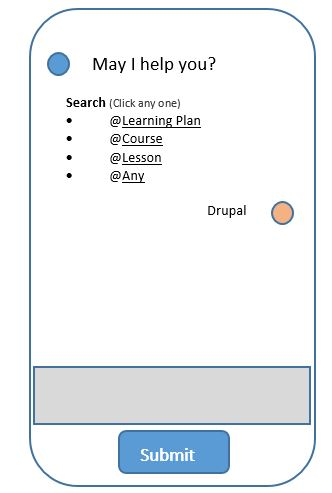 May I help you?
Search (Click any one)
• @Learning Plan
• @Course
• @Lesson
• @Any
Drupal
Submit